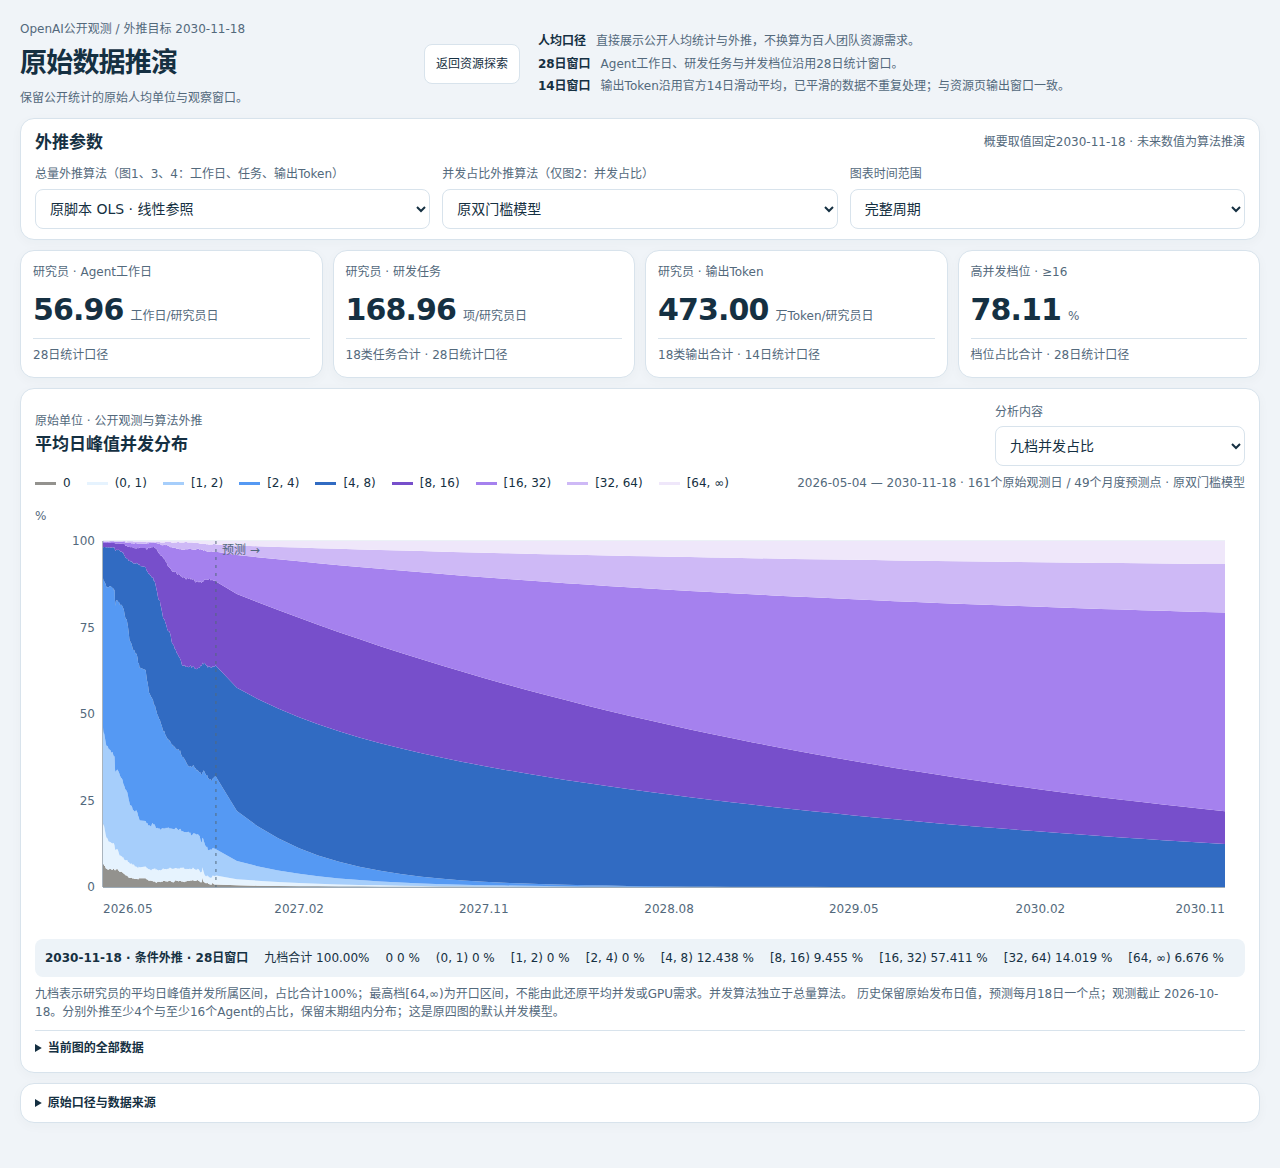 OpenAI公开观测 / 外推目标 2030-11-18
原始数据推演
保留公开统计的原始人均单位与观察窗口。
返回资源探索
人均口径 直接展示公开人均统计与外推，不换算为百人团队资源需求。
28日窗口 Agent工作日、研发任务与并发档位沿用28日统计窗口。
14日窗口 输出Token沿用官方14日滑动平均，已平滑的数据不重复处理；与资源页输出窗口一致。
外推参数
概要取值固定2030-11-18 · 未来数值为算法推演
总量外推算法（图1、3、4：工作日、任务、输出Token）
并发占比外推算法（仅图2：并发占比）
图表时间范围
原脚本 OLS · 线性参照
原双门槛模型
完整周期
研究员 · Agent工作日
56.96 工作日/研究员日
28日统计口径
研究员 · 研发任务
168.96 项/研究员日
18类任务合计 · 28日统计口径
研究员 · 输出Token
473.00 万Token/研究员日
18类输出合计 · 14日统计口径
高并发档位 · ≥16
78.11 %
档位占比合计 · 28日统计口径
原始单位 · 公开观测与算法外推
平均日峰值并发分布
分析内容
九档并发占比
0 (0, 1) [1, 2) [2, 4) [4, 8) [8, 16) [16, 32) [32, 64) [64, ∞)
2026-05-04 — 2030-11-18 · 161个原始观测日 / 49个月度预测点 · 原双门槛模型
%
预测 →
100
75
50
25
0
2026.05 2027.02 2027.11 2028.08 2029.05 2030.02 2030.11
2030-11-18 · 条件外推 · 28日窗口 九档合计 100.00% 0 0 % (0, 1) 0 % [1, 2) 0 % [2, 4) 0 % [4, 8) 12.438 % [8, 16) 9.455 % [16, 32) 57.411 % [32, 64) 14.019 % [64, ∞) 6.676 %
九档表示研究员的平均日峰值并发所属区间，占比合计100%；最高档[64,∞)为开口区间，不能由此还原平均并发或GPU需求。并发算法独立于总量算法。 历史保留原始发布日值，预测每月18日一个点；观测截止 2026-10-
18。分别外推至少4个与至少16个Agent的占比，保留末期组内分布；这是原四图的默认并发模型。
当前图的全部数据
原始口径与数据来源